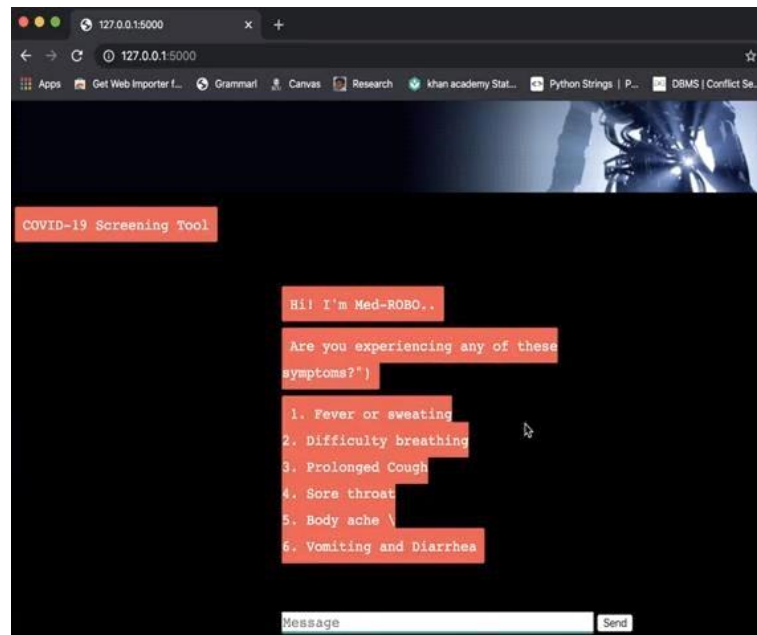 127.0.0.1:5000
127.0.0.1:5000
Apps Get Web Importer f... Grammarl Canvas Research khan academy Stat... Python Strings | P... DBMS | Conflict Se...
COVID-19 Screening Tool
Hi! I'm Med-ROBO..
Are you experiencing any of these
symptoms?")
1. Fever or sweating
2. Difficulty breathing
3. Prolonged Cough
4. Sore throat
5. Body ache \
6. Vomiting and Diarrhea
Message Send